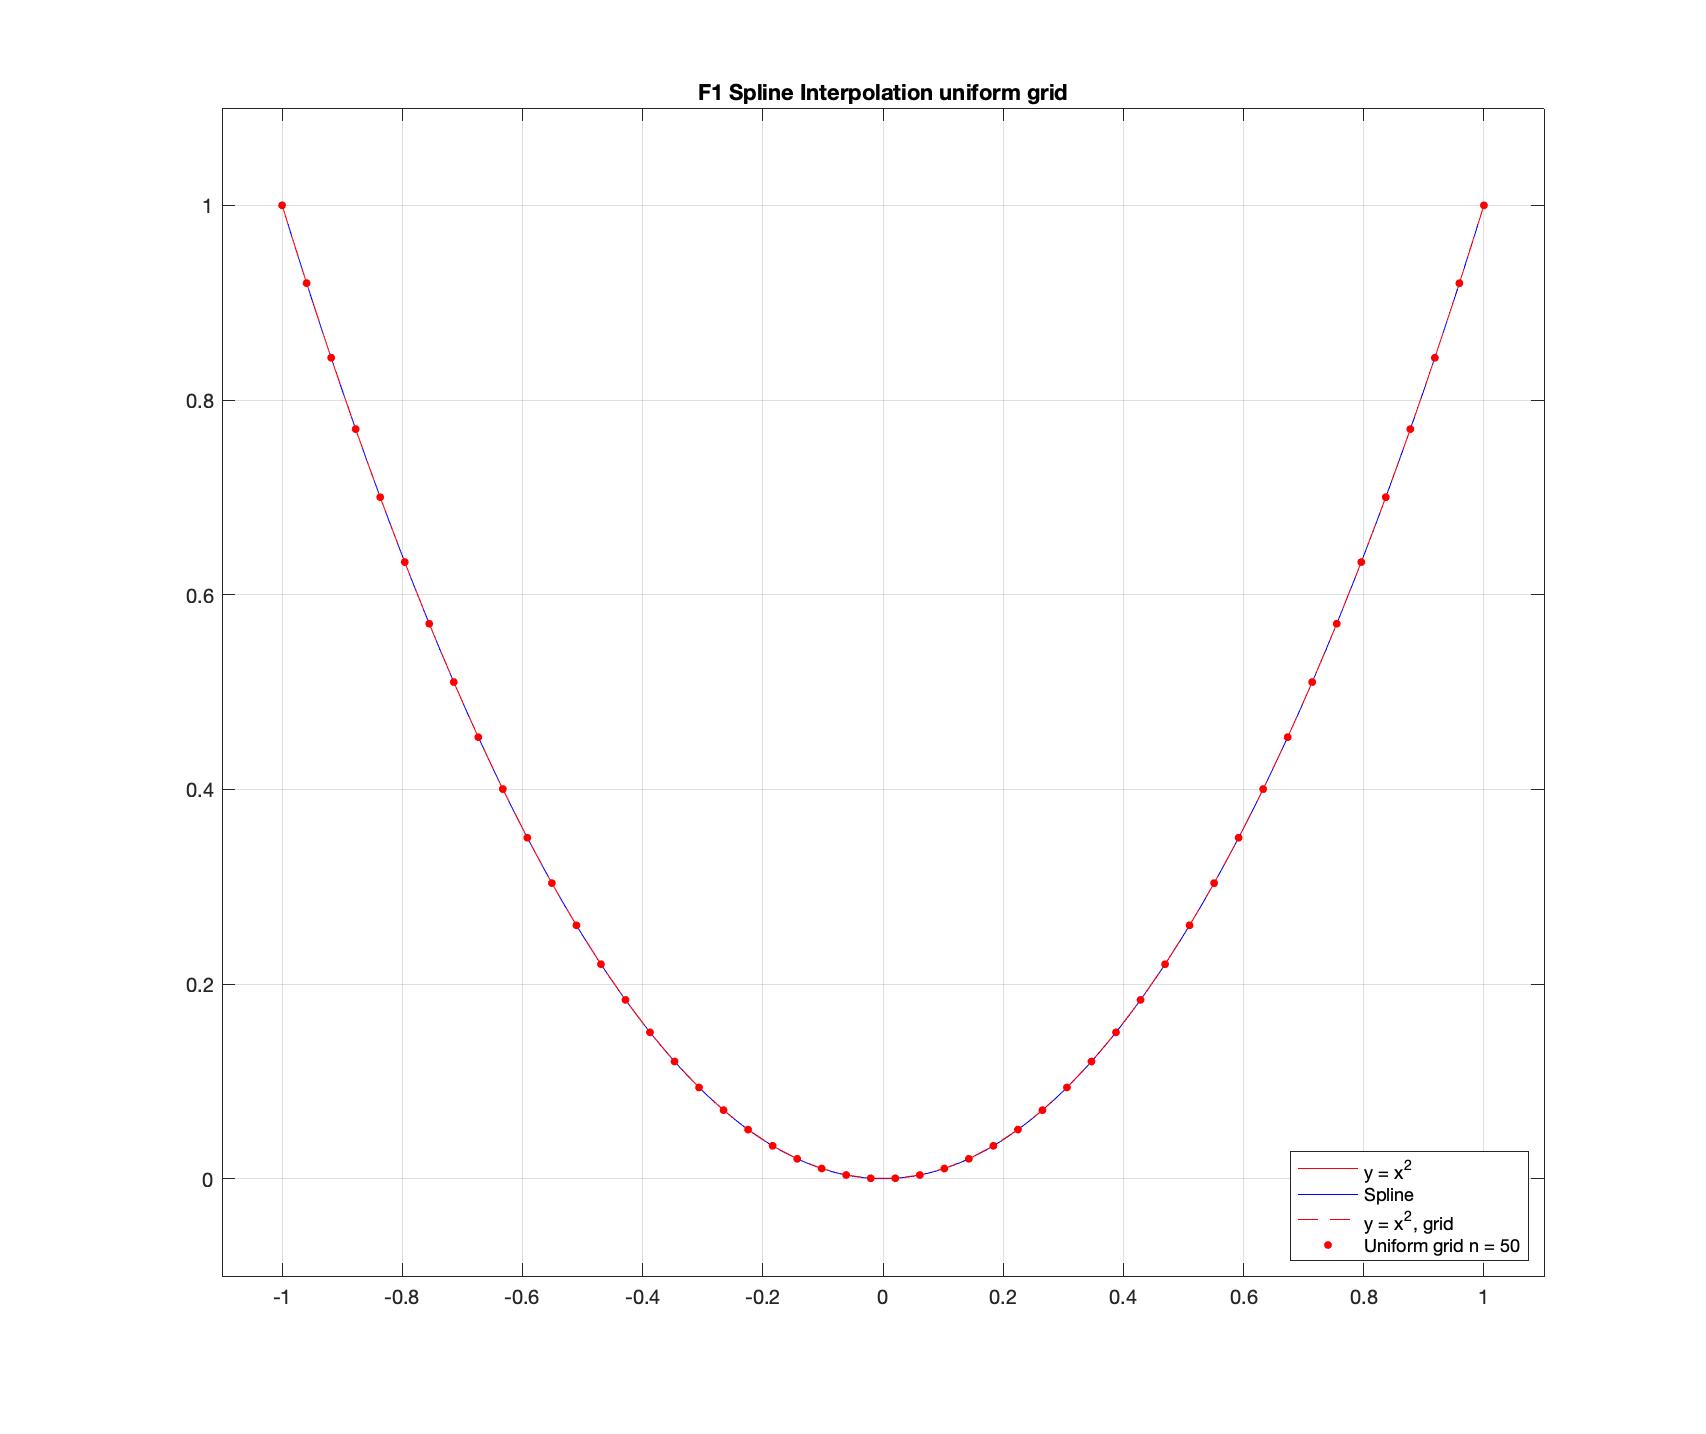 F1 Spline Interpolation uniform grid
1
0.8
0.6
0.4
0.2
0
-1 -0.8 -0.6 -0.4 -0.2 0 0.2 0.4 0.6 0.8 1
y = x²
Spline
y = x², grid
Uniform grid n = 50